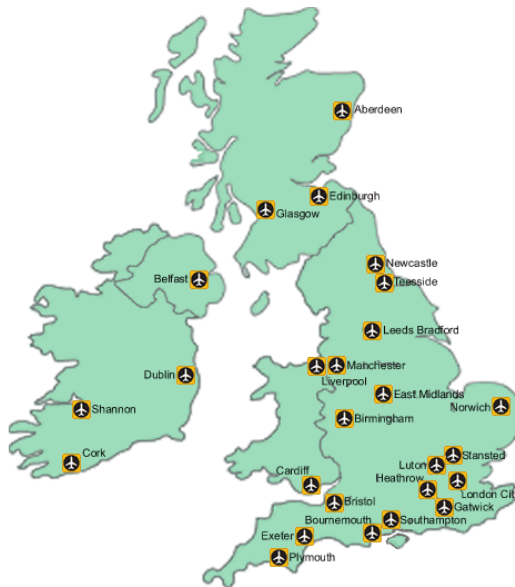 Aberdeen
Edinburgh
Glasgow
Newcastle
Belfast
Teesside
Leeds Bradford
Manchester
Dublin
Liverpool
East Midlands
Norwich
Shannon
Birmingham
Cork
Stansted
Luton
Heathrow
Cardiff
London Cit
Bristol
Gatwick
Bournemouth
Southampton
Exeter
Plymouth